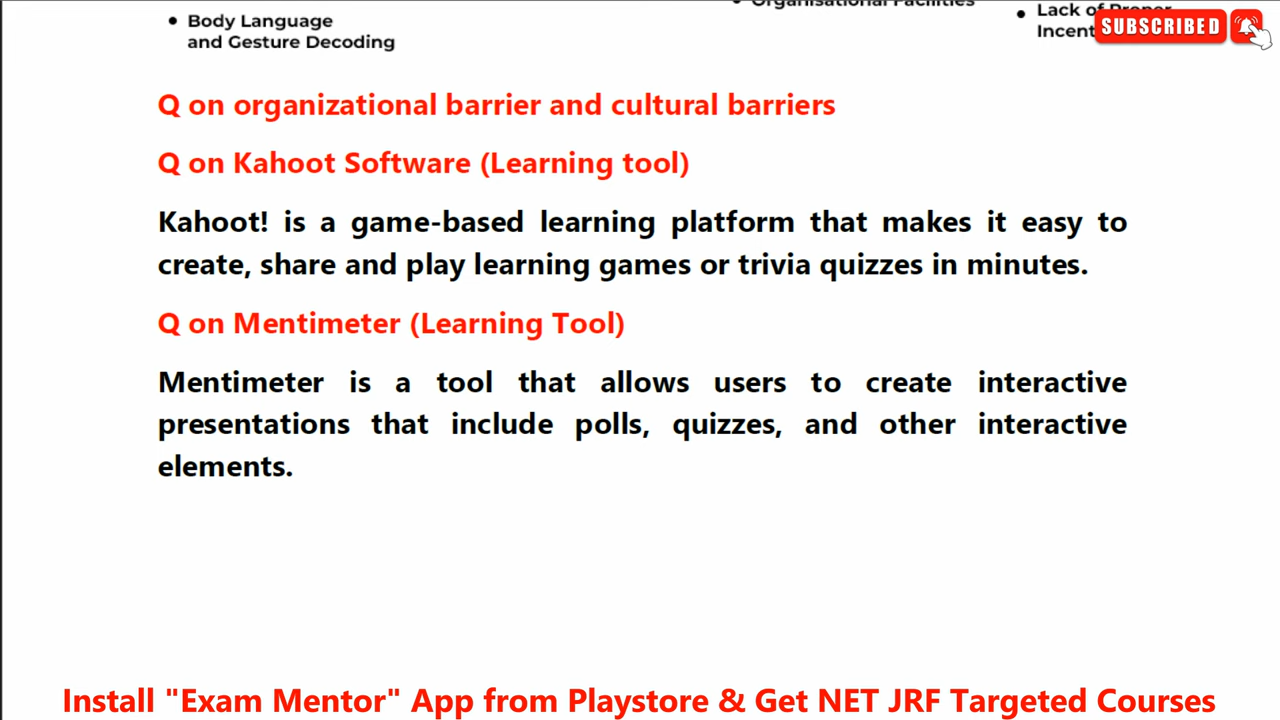 Organisational Facilities
• Body Language
and Gesture Decoding
• Lack of Proper
Incent
SUBSCRIBED
Q on organizational barrier and cultural barriers
Q on Kahoot Software (Learning tool)
Kahoot! is a game-based learning platform that makes it easy to
create, share and play learning games or trivia quizzes in minutes.
Q on Mentimeter (Learning Tool)
Mentimeter is a tool that allows users to create interactive
presentations that include polls, quizzes, and other interactive
elements.
Install "Exam Mentor" App from Playstore & Get NET JRF Targeted Courses